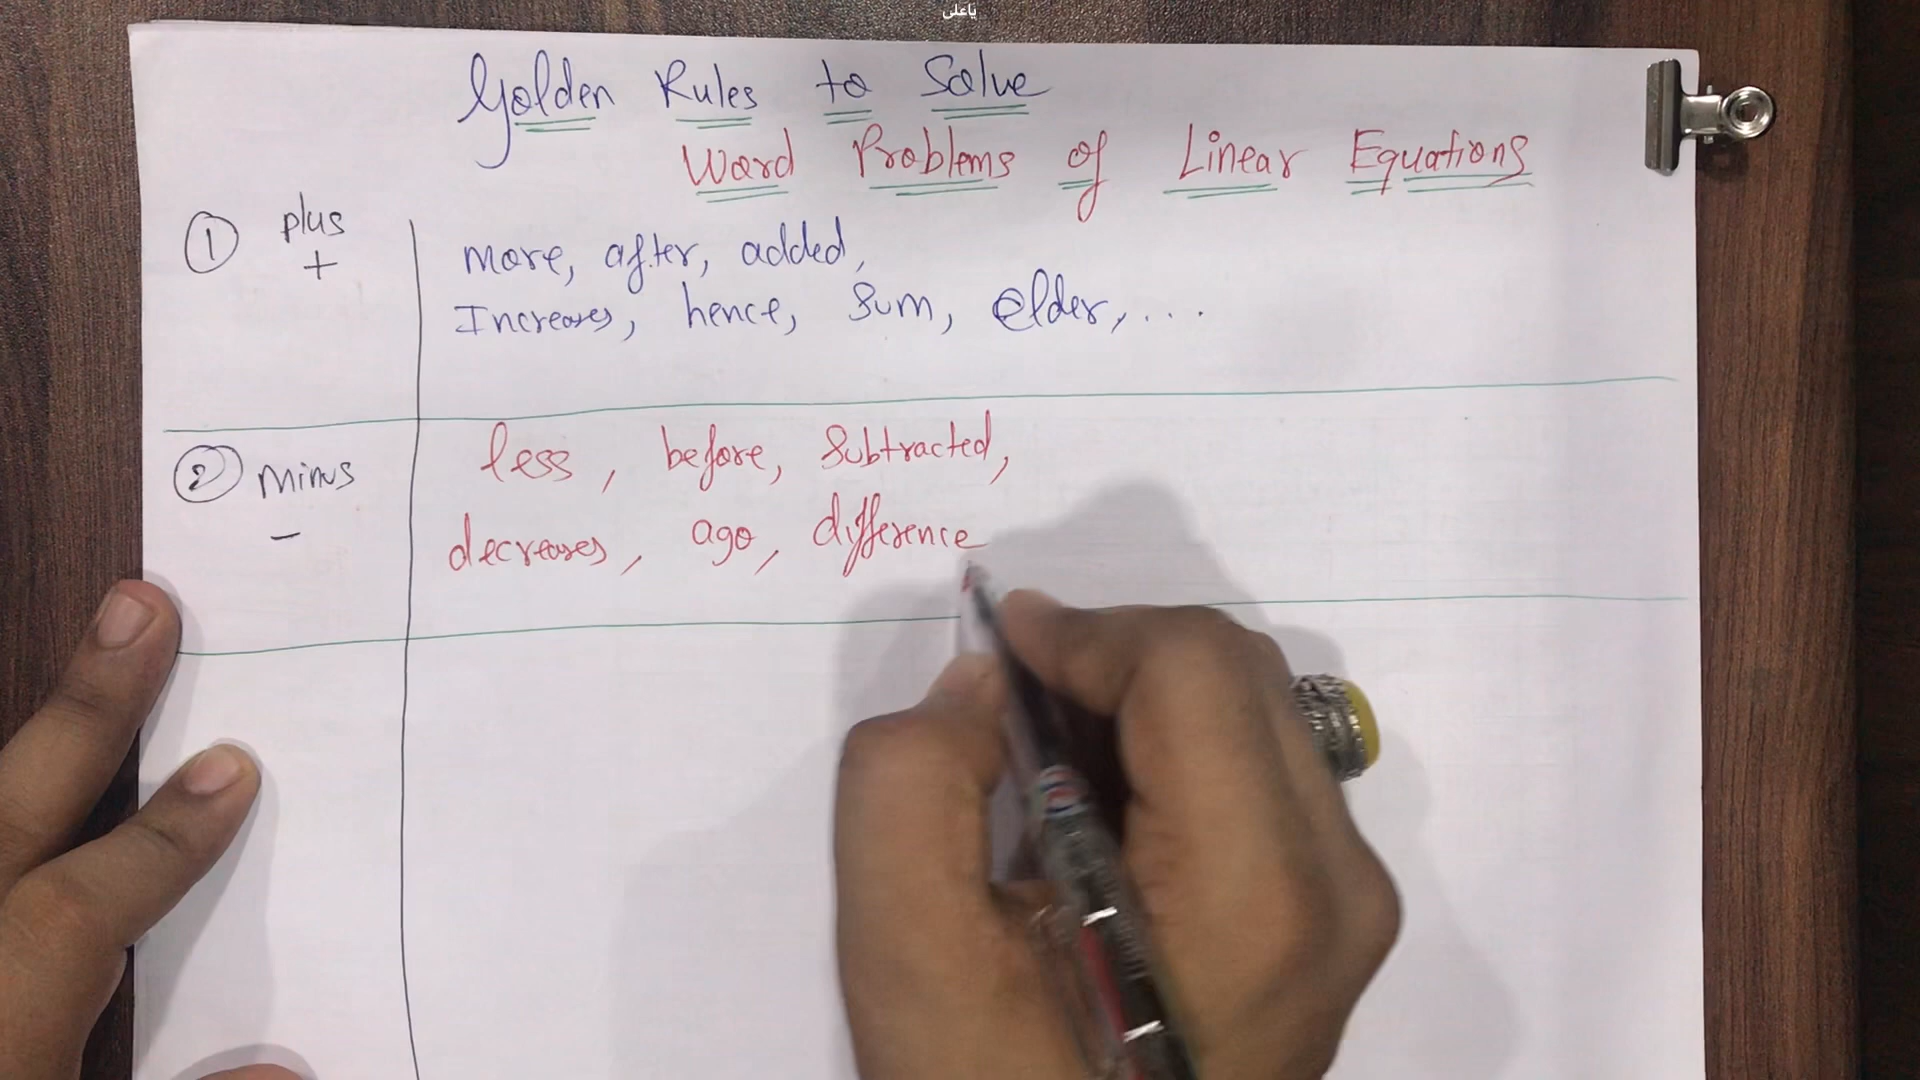 ياعلى
Golden Rules to Solve
Word Problems of Linear Equations
① plus
+
more, after, added,
Increases, hence, Sum, elder, ...
② minus
−
less, before, Subtracted,
decreases, ago, difference